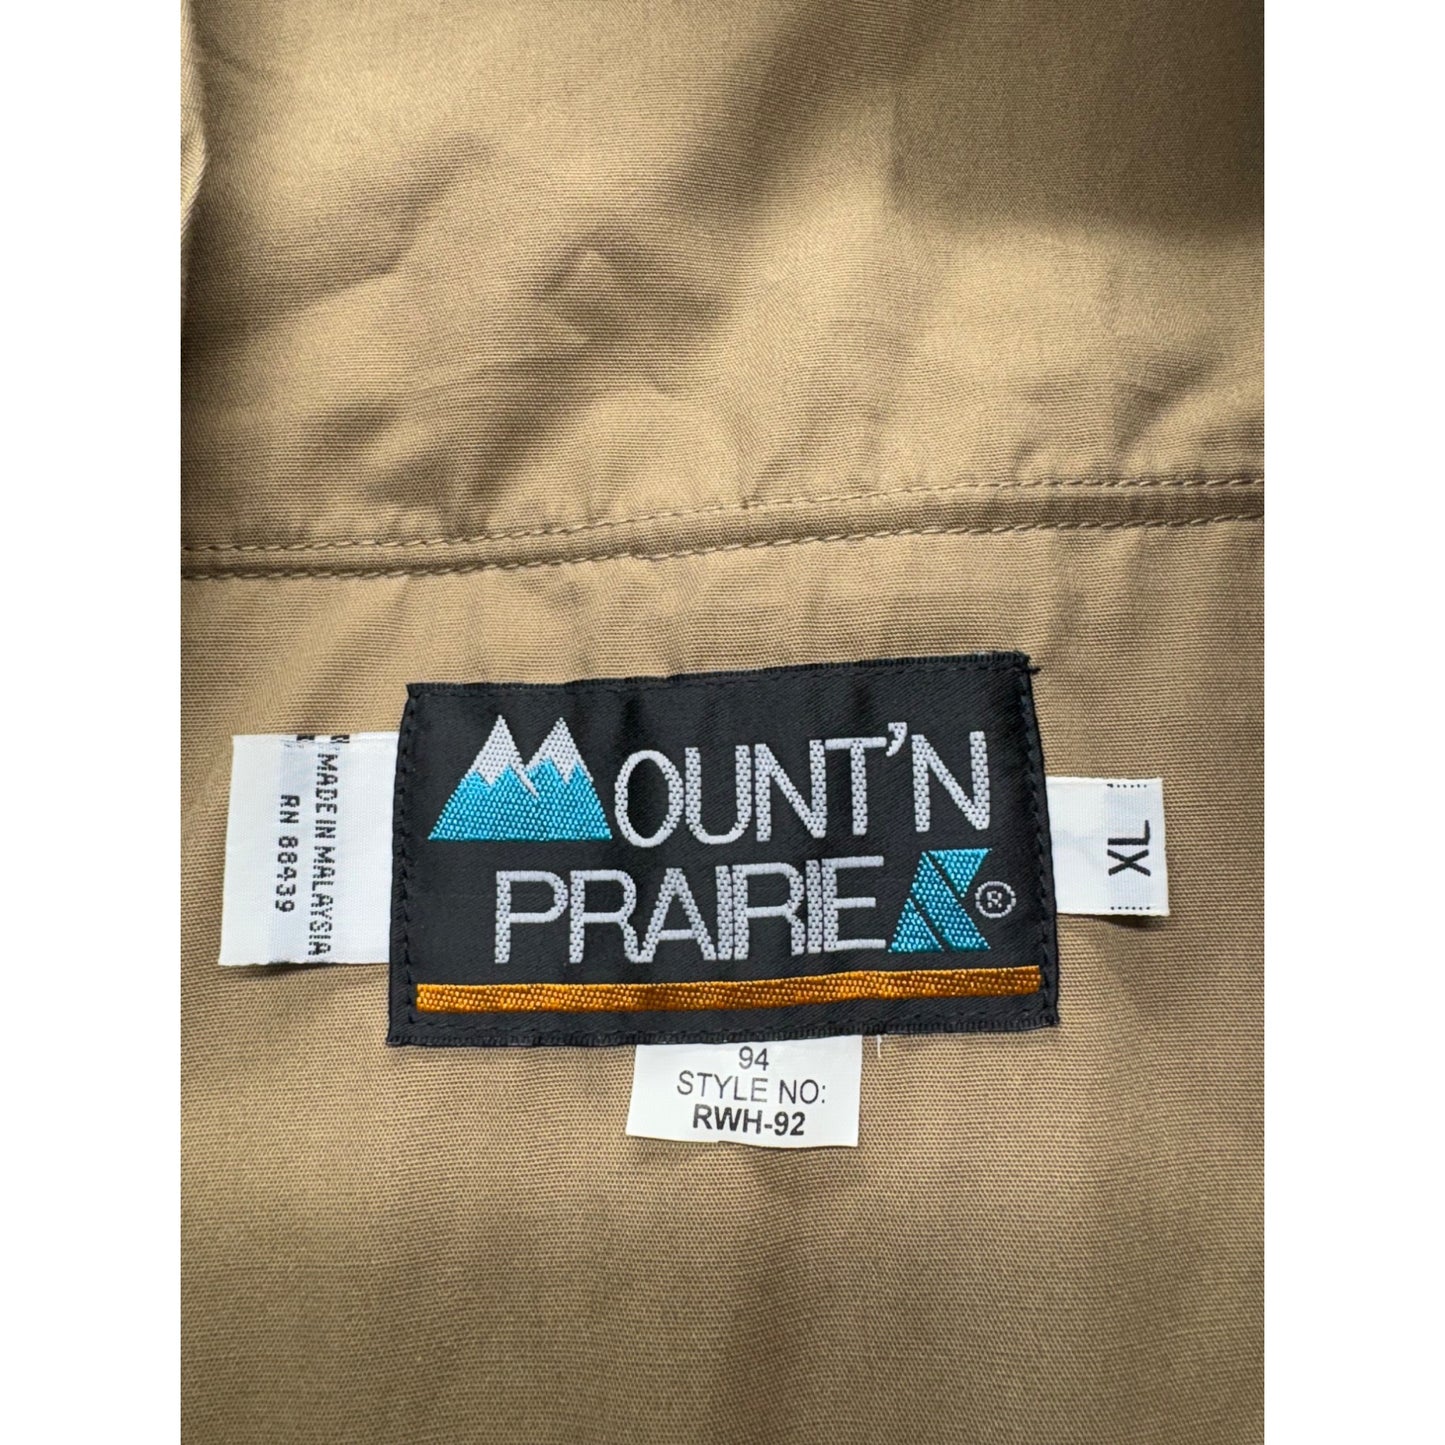 MOUNT'N
PRAIRIE ®
MADE IN MALAYSIA
RN 88439
XL
94
STYLE NO:
RWH-92